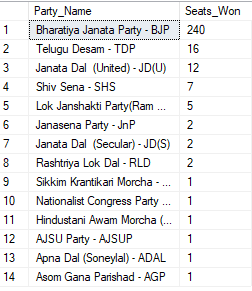 Party_Name Seats_Won
1 Bharatiya Janata Party - BJP 240
2 Telugu Desam - TDP 16
3 Janata Dal (United) - JD(U) 12
4 Shiv Sena - SHS 7
5 Lok Janshakti Party(Ram ... 5
6 Janasena Party - JnP 2
7 Janata Dal (Secular) - JD(S) 2
8 Rashtriya Lok Dal - RLD 2
9 Sikkim Krantikari Morcha - ... 1
10 Nationalist Congress Party ... 1
11 Hindustani Awam Morcha (... 1
12 AJSU Party - AJSUP 1
13 Apna Dal (Soneylal) - ADAL 1
14 Asom Gana Parishad - AGP 1